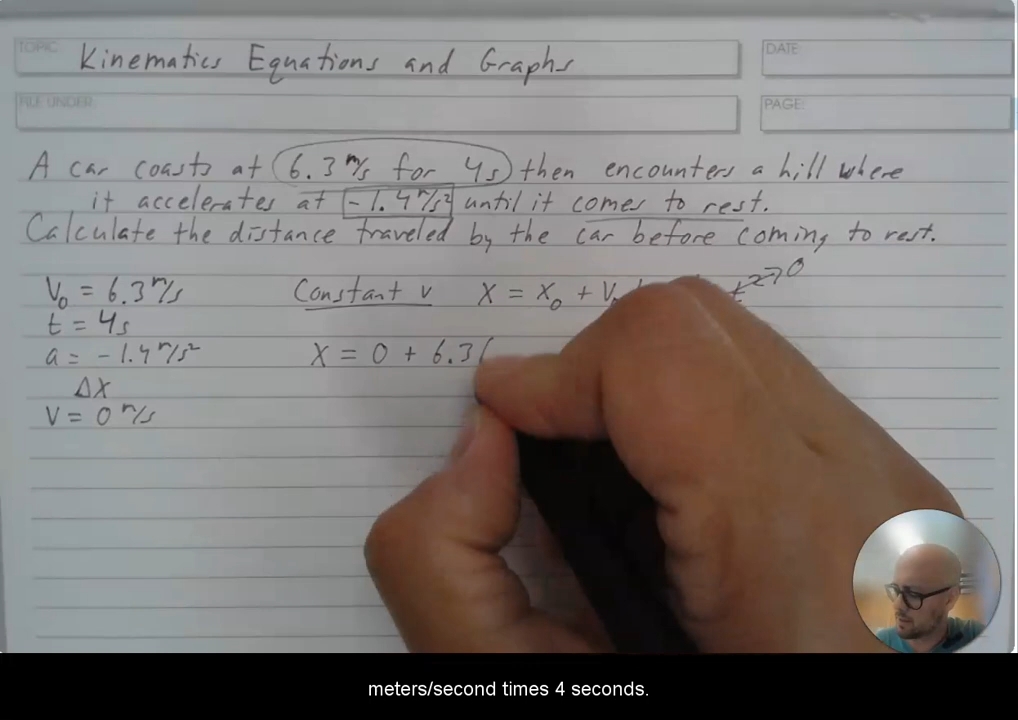 TOPIC: Kinematics Equations and Graphs
DATE:
FILE UNDER:
PAGE:
A car coasts at 6.3 m/s for 4s then encounters a hill where
it accelerates at -1.4 m/s² until it comes to rest.
Calculate the distance traveled by the car before coming to rest.
V₀ = 6.3 m/s
t = 4s
a = -1.4 m/s²
Δx
V = 0 m/s
Constant v x = x₀ + V₀ t² → 0
x = 0 + 6.3(
meters/second times 4 seconds.